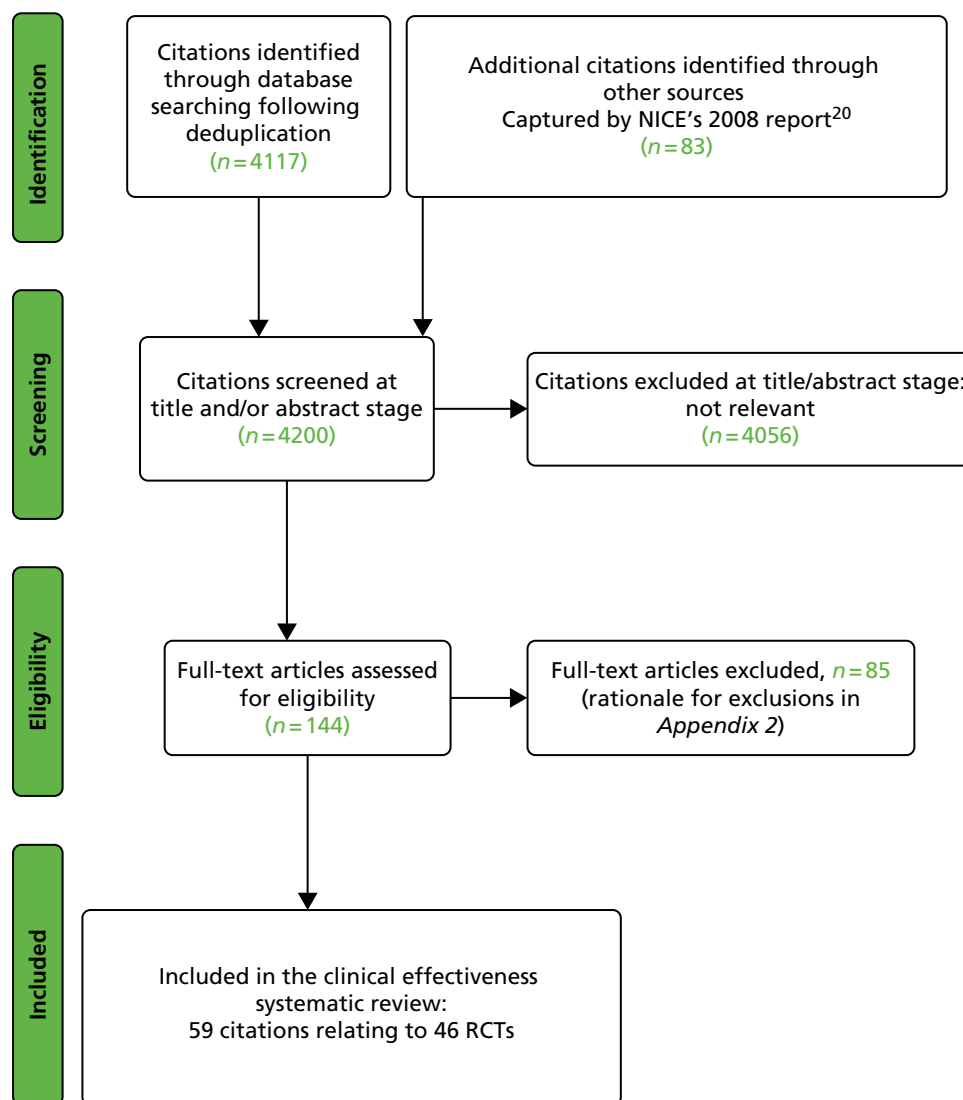 Identification
Citations identified
through database
searching following
deduplication
(n=4117)
Additional citations identified through
other sources
Captured by NICE's 2008 report20
(n=83)
Screening
Citations screened at
title and/or abstract stage
(n=4200)
Citations excluded at title/abstract stage:
not relevant
(n=4056)
Eligibility
Full-text articles assessed
for eligibility
(n=144)
Full-text articles excluded, n=85
(rationale for exclusions in
Appendix 2)
Included
Included in the clinical effectiveness
systematic review:
59 citations relating to 46 RCTs